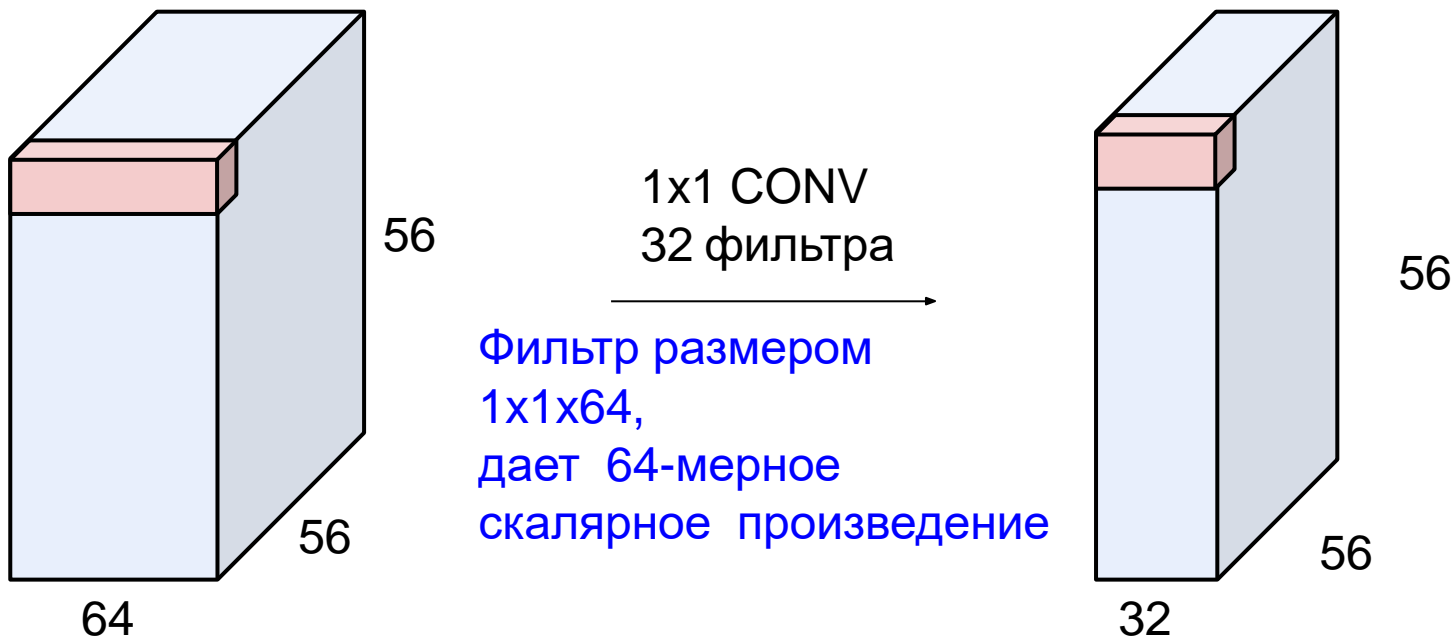 56
56
64
1x1 CONV
32 фильтра
Фильтр размером
1x1x64,
дает 64-мерное
скалярное произведение
56
56
32